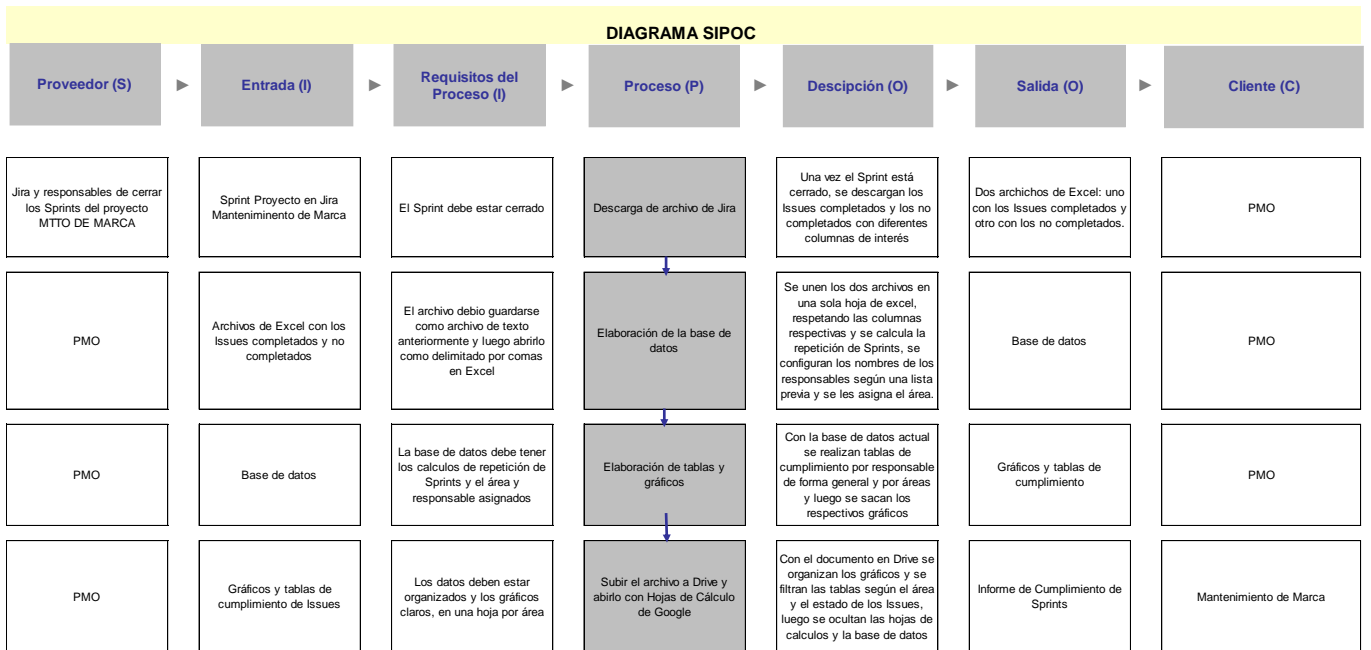 DIAGRAMA SIPOC
Proveedor (S)
Entrada (I)
Requisitos del
Proceso (I)
Proceso (P)
Descipción (O)
Salida (O)
Cliente (C)
Jira y responsables de cerrar
los Sprints del proyecto
MTTO DE MARCA
Sprint Proyecto en Jira
Manteniminento de Marca
El Sprint debe estar cerrado
Descarga de archivo de Jira
Una vez el Sprint está
cerrado, se descargan los
Issues completados y los no
completados con diferentes
columnas de interés
Dos archichos de Excel: uno
con los Issues completados y
otro con los no completados.
PMO
PMO
Archivos de Excel con los
Issues completados y no
completados
El archivo debio guardarse
como archivo de texto
anteriormente y luego abrirlo
como delimitado por comas
en Excel
Elaboración de la base de
datos
Se unen los dos archivos en
una sola hoja de excel,
respetando las columnas
respectivas y se calcula la
repetición de Sprints, se
configuran los nombres de los
responsables según una lista
previa y se les asigna el área.
Base de datos
PMO
PMO
Base de datos
La base de datos debe tener
los calculos de repetición de
Sprints y el área y
responsable asignados
Elaboración de tablas y
gráficos
Con la base de datos actual
se realizan tablas de
cumplimiento por responsable
de forma general y por áreas
y luego se sacan los
respectivos gráficos
Gráficos y tablas de
cumplimiento
PMO
PMO
Gráficos y tablas de
cumplimiento de Issues
Los datos deben estar
organizados y los gráficos
claros, en una hoja por área
Subir el archivo a Drive y
abirlo con Hojas de Cálculo
de Google
Con el documento en Drive se
organizan los gráficos y se
filtran las tablas según el área
y el estado de los Issues,
luego se ocultan las hojas de
calculos y la base de datos
Informe de Cumplimiento de
Sprints
Mantenimiento de Marca